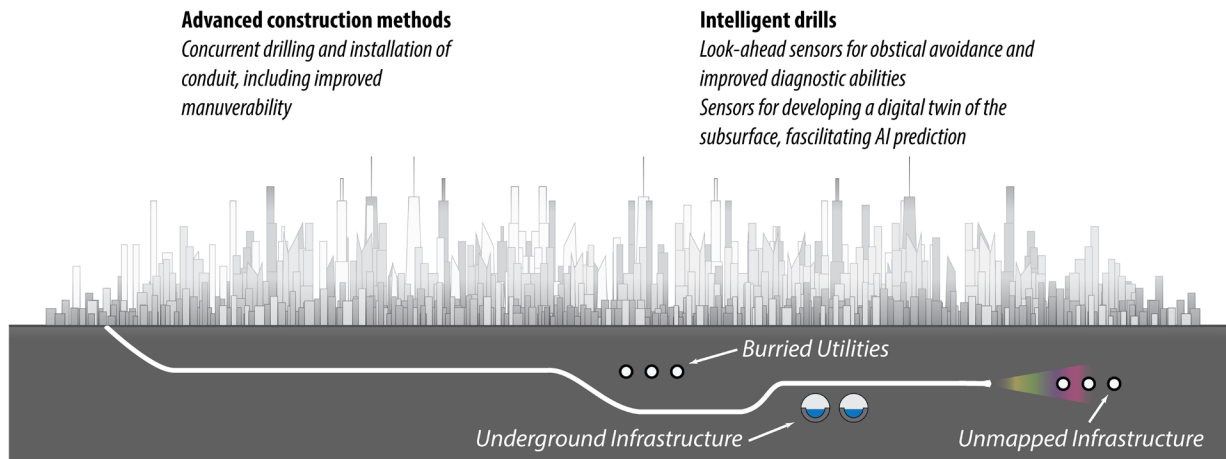 Advanced construction methods
Concurrent drilling and installation of
conduit, including improved
manuverability
Intelligent drills
Look-ahead sensors for obstical avoidance and
improved diagnostic abilities
Sensors for developing a digital twin of the
subsurface, fascilitating AI prediction
Burried Utilities
Underground Infrastructure
Unmapped Infrastructure